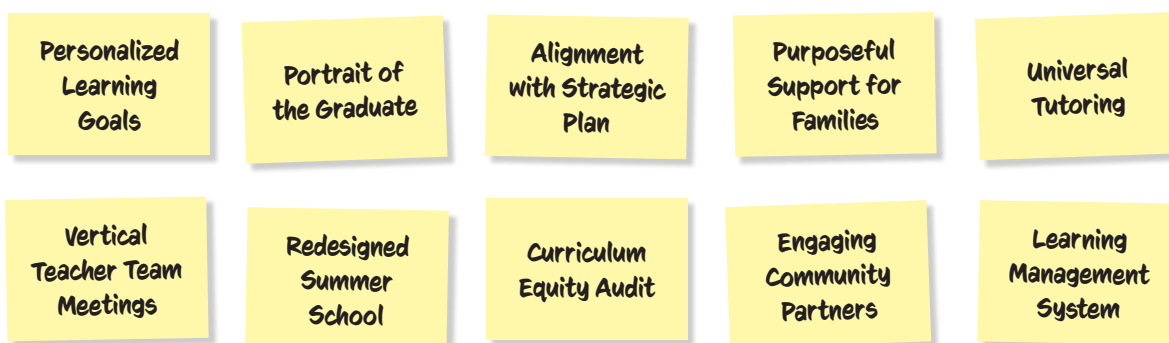 Personalized
Learning
Goals
Portrait of
the Graduate
Alignment
with Strategic
Plan
Purposeful
Support for
Families
Universal
Tutoring
Vertical
Teacher Team
Meetings
Redesigned
Summer
School
Curriculum
Equity Audit
Engaging
Community
Partners
Learning
Management
System